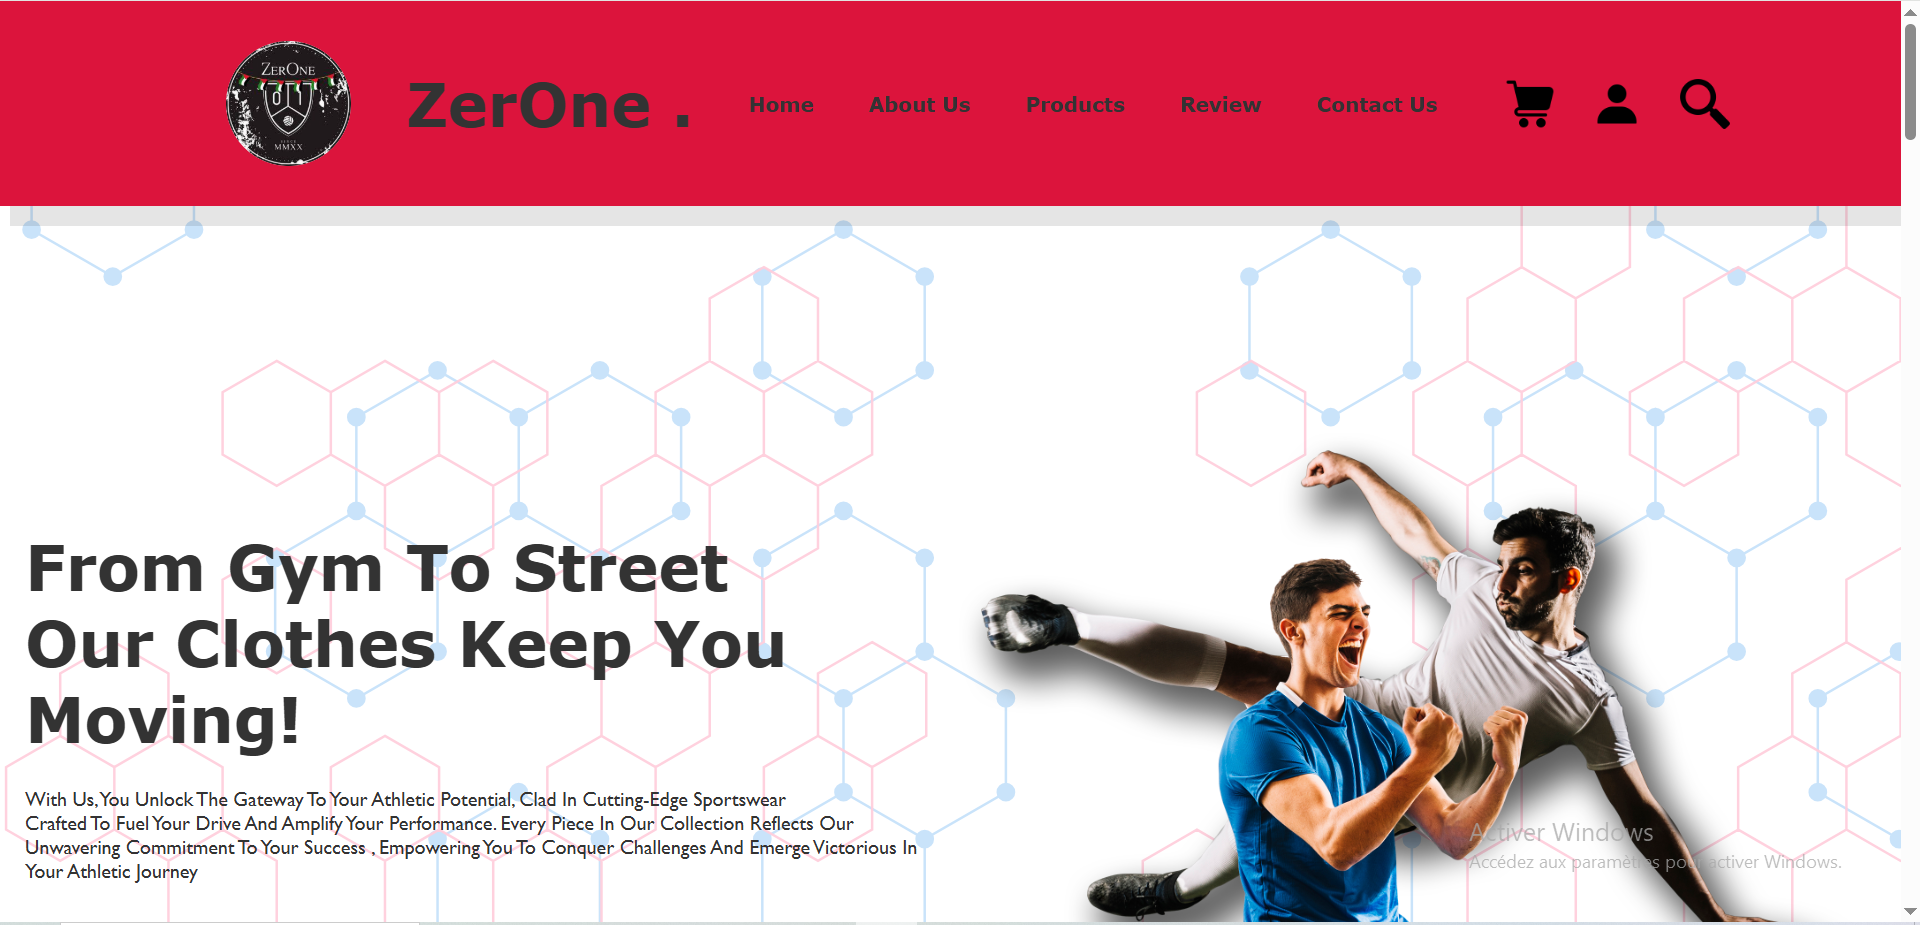 ZERONE
0 1
SINCE
MMXX
ZerOne .
Home
About Us
Products
Review
Contact Us
From Gym To Street
Our Clothes Keep You
Moving!
With Us,You Unlock The Gateway To Your Athletic Potential, Clad In Cutting-Edge Sportswear
Crafted To Fuel Your Drive And Amplify Your Performance. Every Piece In Our Collection Reflects Our
Unwavering Commitment To Your Success , Empowering You To Conquer Challenges And Emerge Victorious In
Your Athletic Journey
Activer Windows
Accédez aux paramètres pour activer Windows.